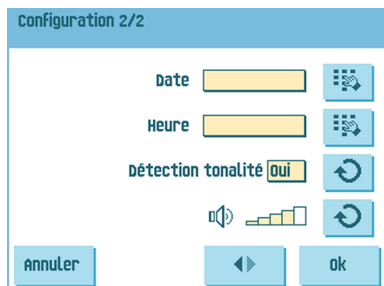 Configuration 2/2
Date
Heure
Détection tonalité Oui
Annuler
Ok